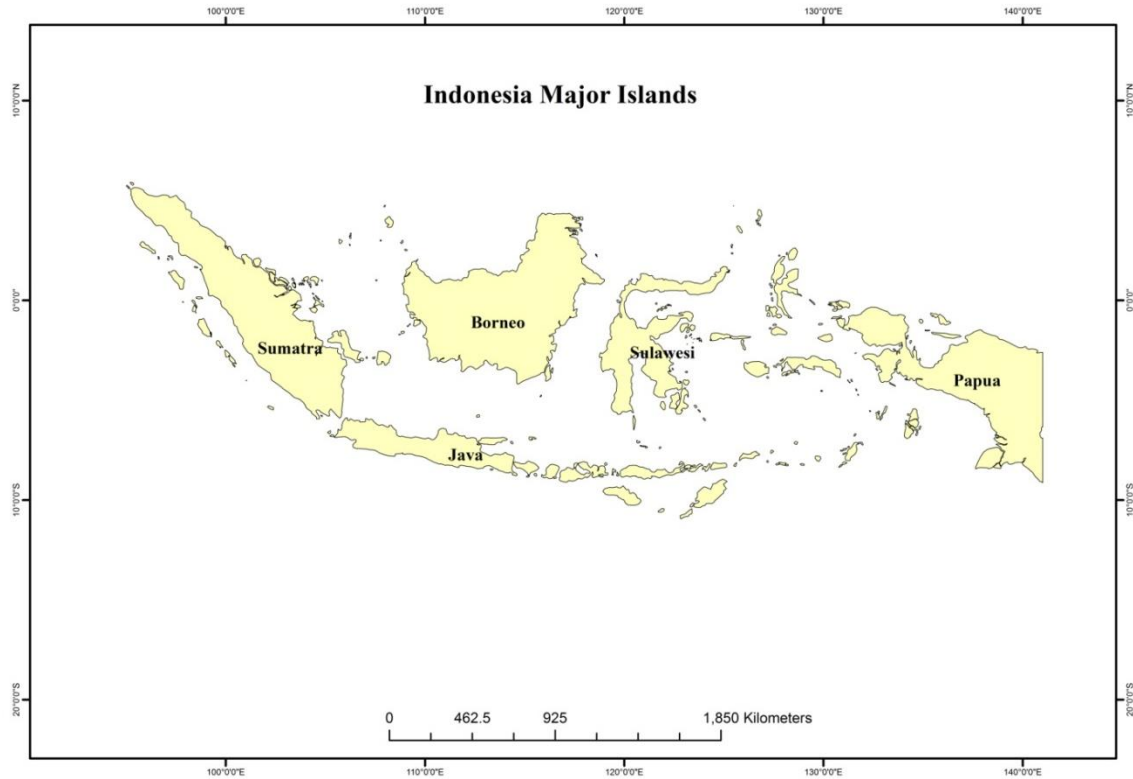 100°0'0"E 110°0'0"E 120°0'0"E 130°0'0"E 140°0'0"E
Indonesia Major Islands
10°0'0"N 10°0'0"N
0°0'0" 0°0'0"
10°0'0"S 10°0'0"S
20°0'0"S 20°0'0"S
Borneo
Sumatra
Sulawesi
Papua
Java
0 462.5 925 1,850 Kilometers
100°0'0"E 110°0'0"E 120°0'0"E 130°0'0"E 140°0'0"E